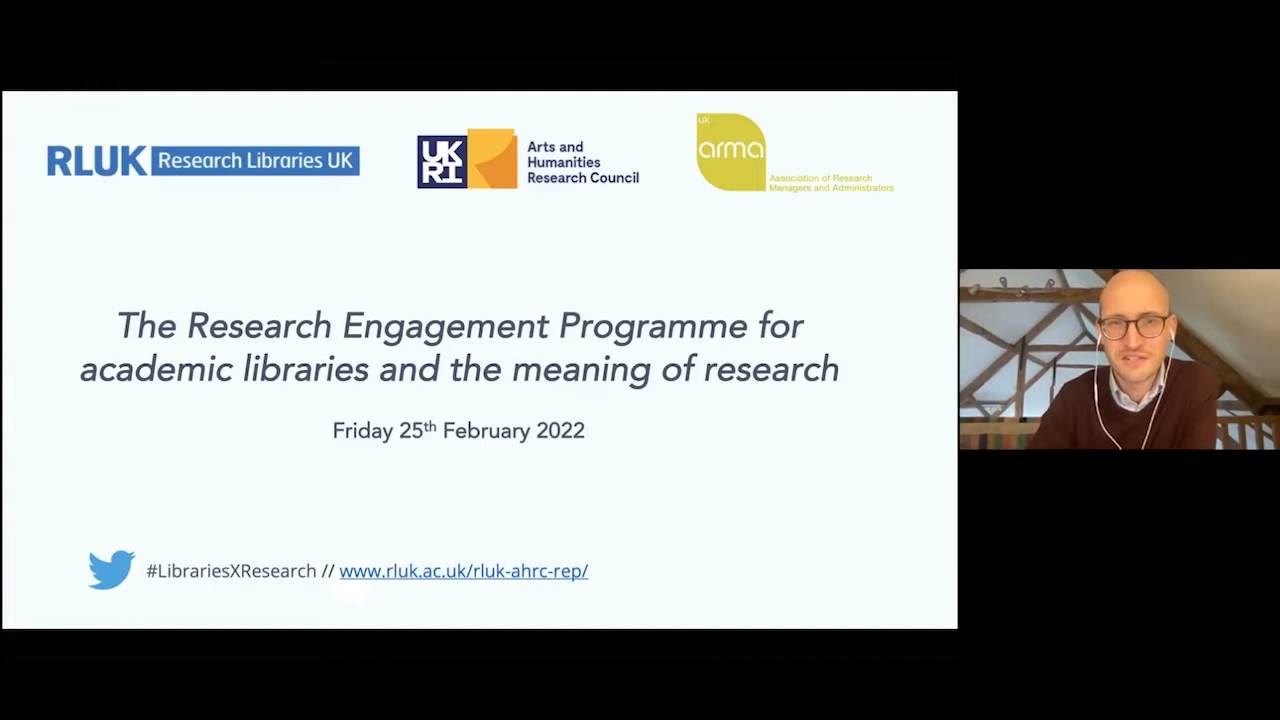 RLUK Research Libraries UK
UK
RI
Arts and
Humanities
Research Council
uk
arma
Association of Research
Managers and Administrators
The Research Engagement Programme for
academic libraries and the meaning of research
Friday 25th February 2022
#LibrariesXResearch // www.rluk.ac.uk/rluk-ahrc-rep/